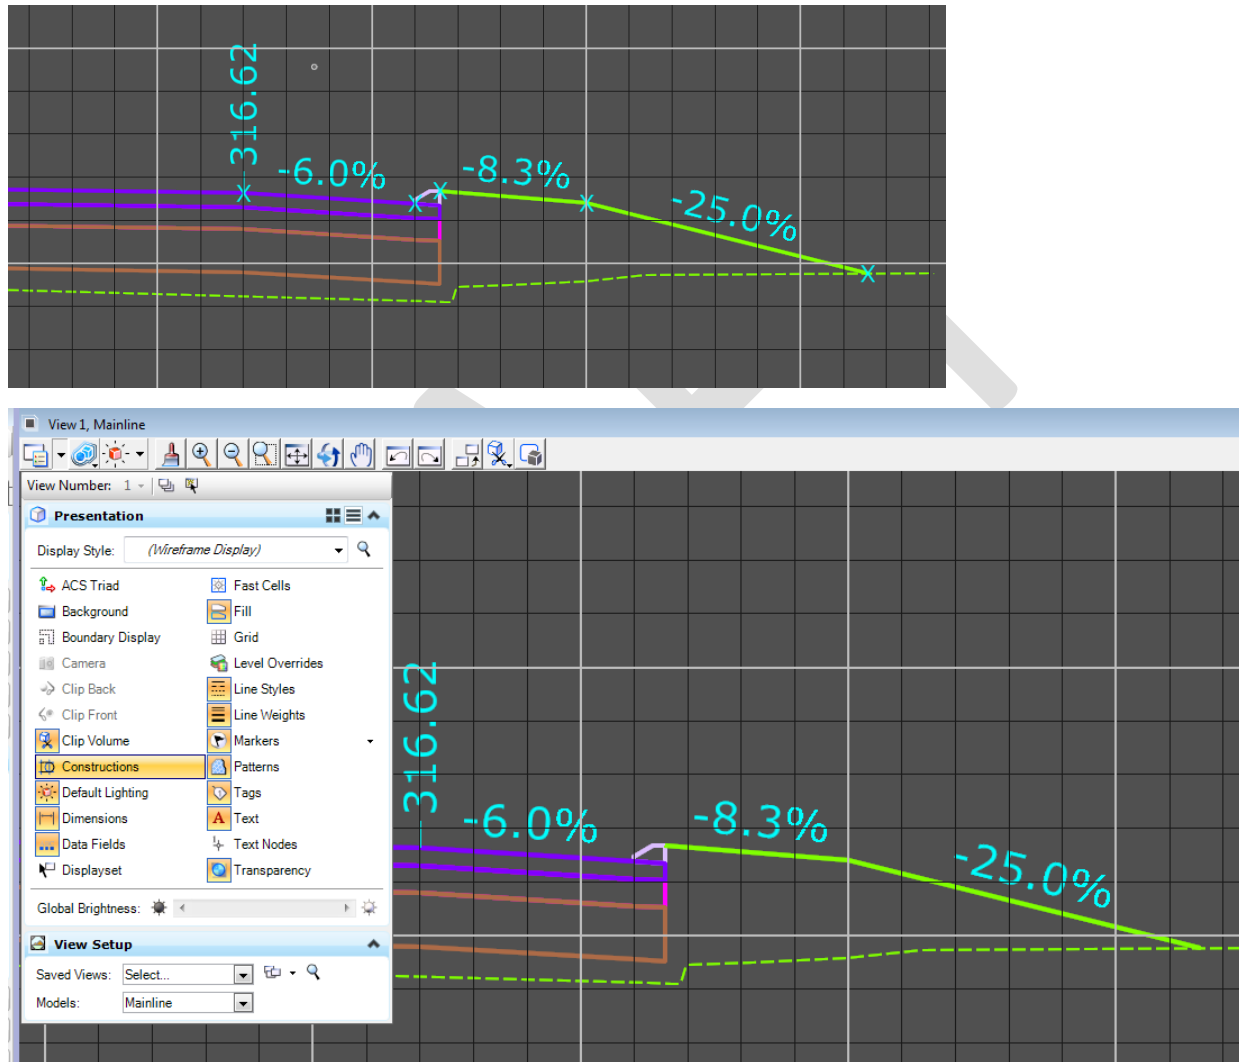 316.62
-6.0%
-8.3%
-25.0%
View 1, Mainline
View Number: 1
Presentation
Display Style: (Wireframe Display)
ACS Triad Fast Cells
Background Fill
Boundary Display Grid
Camera Level Overrides
Clip Back Line Styles
Clip Front Line Weights
Clip Volume Markers
Constructions Patterns
Default Lighting Tags
Dimensions Text
Data Fields Text Nodes
Displayset Transparency
Global Brightness:
View Setup
Saved Views: Select...
Models: Mainline
316.62
-6.0%
-8.3%
-25.0%